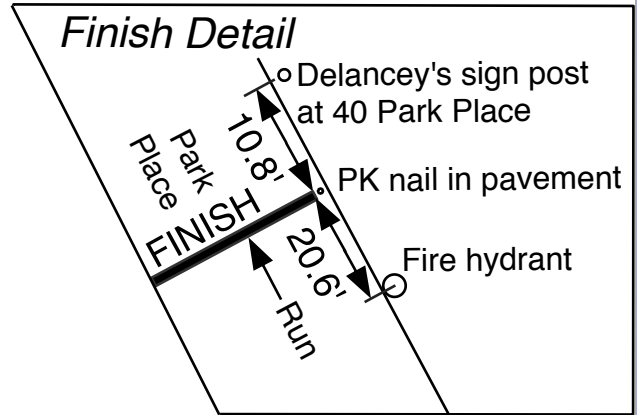 Finish Detail
Delancey's sign post
at 40 Park Place
10.8'
Park
Place
PK nail in pavement
FINISH
20.6'
Fire hydrant
Run